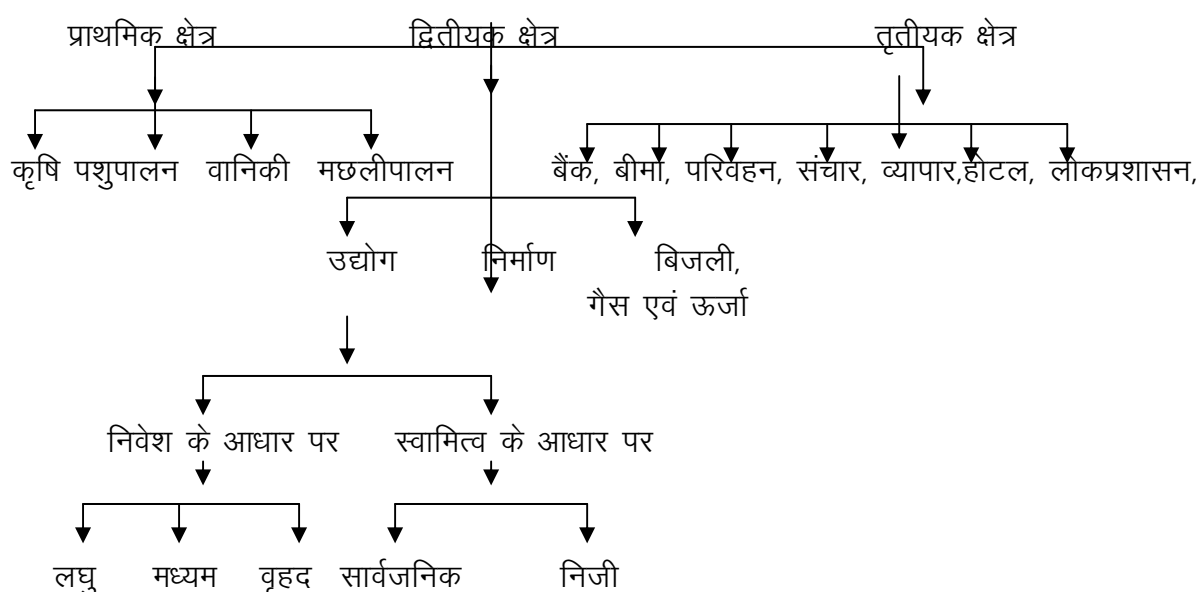 प्राथमिक क्षेत्र द्वितीयक क्षेत्र तृतीयक क्षेत्र
कृषि पशुपालन वानिकी मछलीपालन बैंक, बीमा, परिवहन, संचार, व्यापार,होटल, लोकप्रशासन,
उद्योग निर्माण बिजली,
गैस एवं ऊर्जा
निवेश के आधार पर स्वामित्व के आधार पर
लघु मध्यम वृहद सार्वजनिक निजी